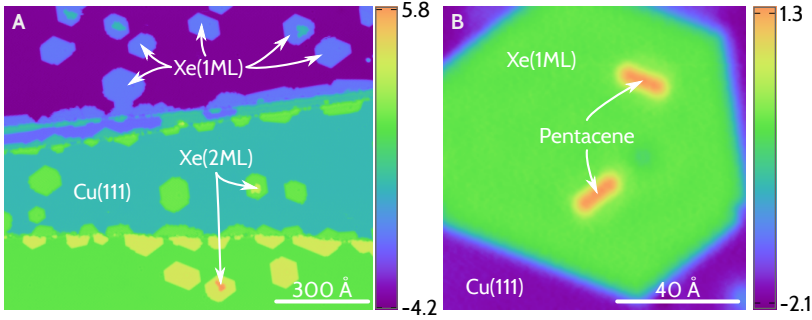 A
Xe(1ML)
Xe(2ML)
Cu(111)
300 Å
5.8
−4.2
B
Xe(1ML)
Pentacene
Cu(111)
40 Å
1.3
−2.1